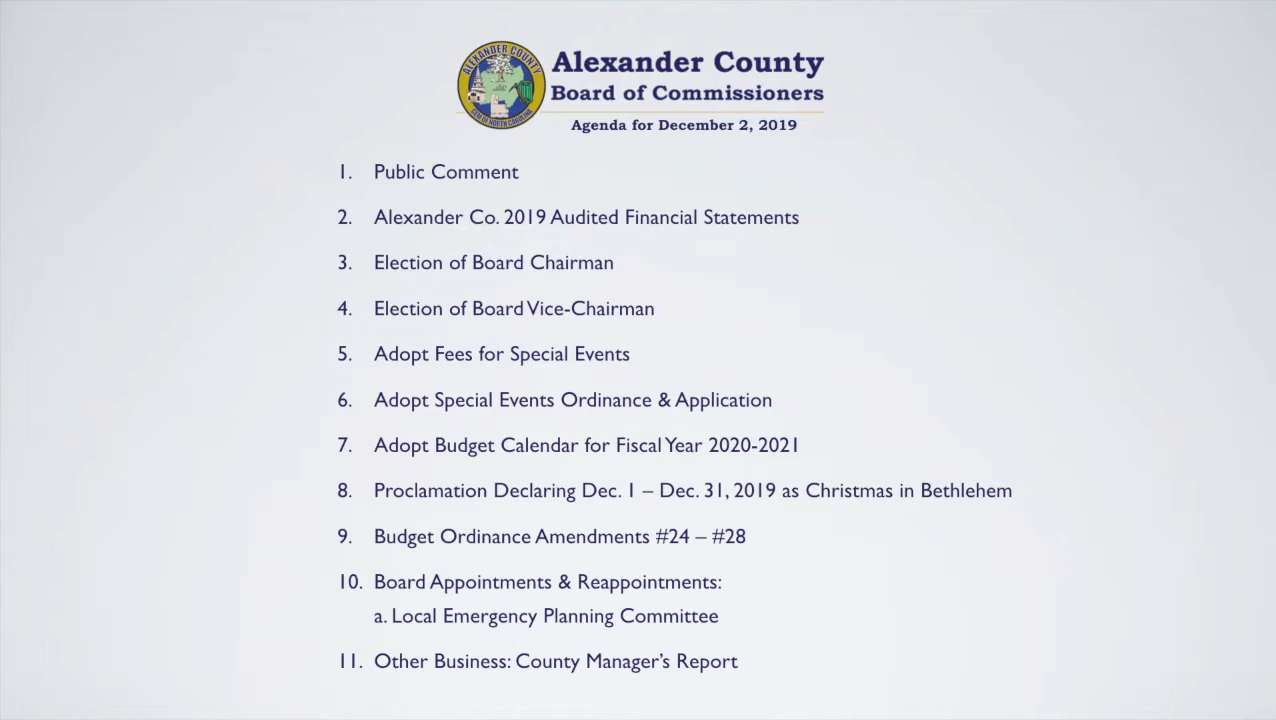 ALEXANDER COUNTY
Alexander County
Board of Commissioners
Agenda for December 2, 2019
1. Public Comment
2. Alexander Co. 2019 Audited Financial Statements
3. Election of Board Chairman
4. Election of Board Vice-Chairman
5. Adopt Fees for Special Events
6. Adopt Special Events Ordinance & Application
7. Adopt Budget Calendar for Fiscal Year 2020-2021
8. Proclamation Declaring Dec. 1 – Dec. 31, 2019 as Christmas in Bethlehem
9. Budget Ordinance Amendments #24 – #28
10. Board Appointments & Reappointments:
a. Local Emergency Planning Committee
11. Other Business: County Manager's Report